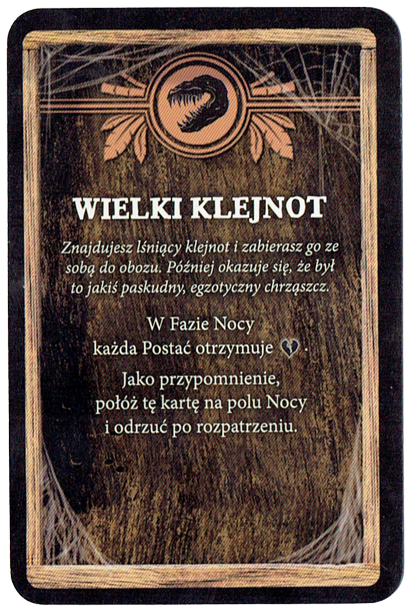 WIELKI KLEJNOT
Znajdujesz lśniący klejnot i zabierasz go ze
sobą do obozu. Później okazuje się, że był
to jakiś paskudny, egzotyczny chrząszcz.
W Fazie Nocy
każda Postać otrzymuje .
Jako przypomnienie,
połóż tę kartę na polu Nocy
i odrzuć po rozpatrzeniu.